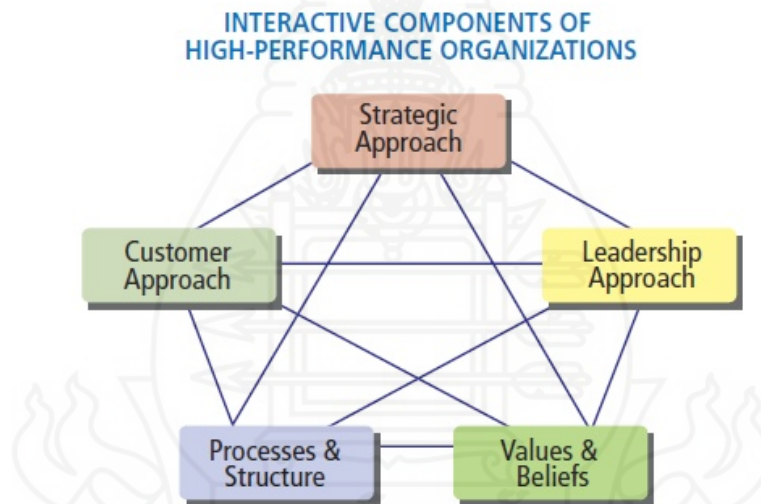 INTERACTIVE COMPONENTS OF
HIGH-PERFORMANCE ORGANIZATIONS
Strategic
Approach
Customer
Approach
Leadership
Approach
Processes &
Structure
Values &
Beliefs